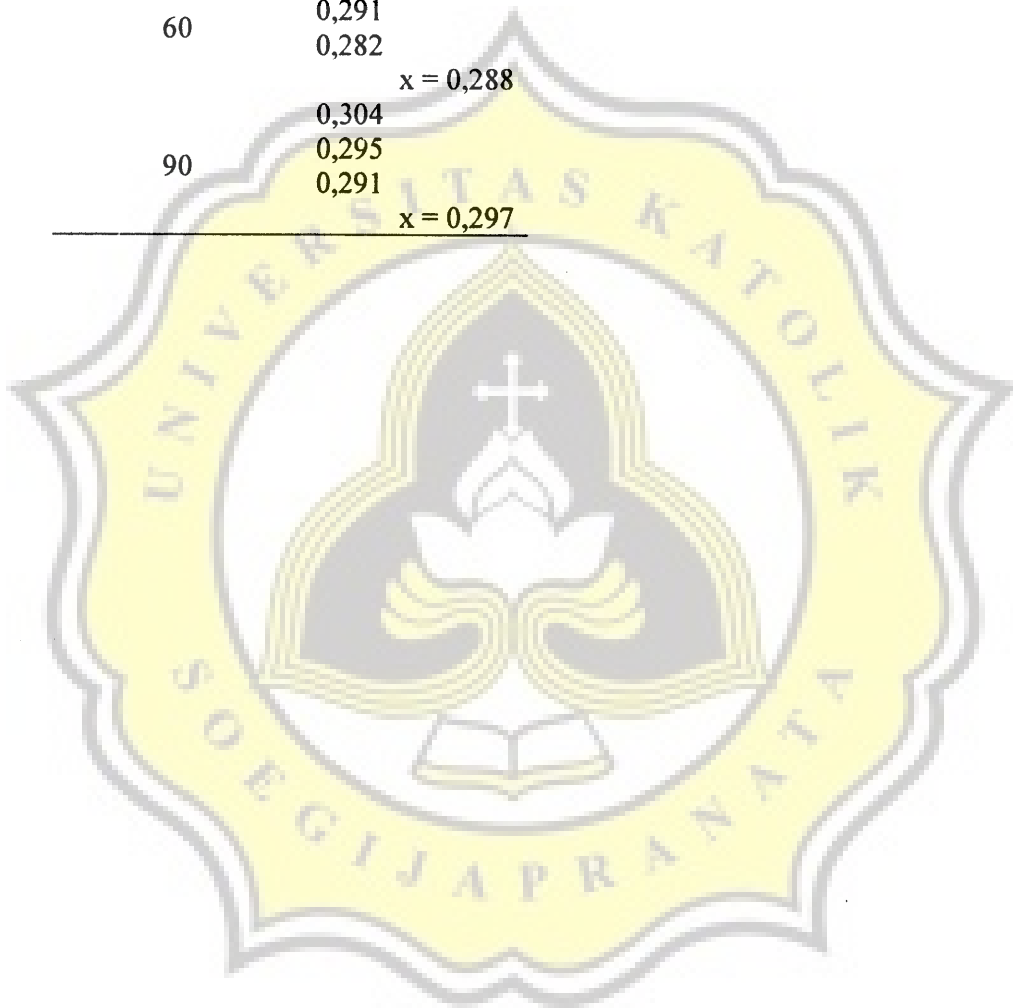 0,291
60
0,282
x = 0,288
0,304
0,295
90
0,291
x = 0,297
UNIVERSITAS KATOLIK
SOEGIJAPRANATA